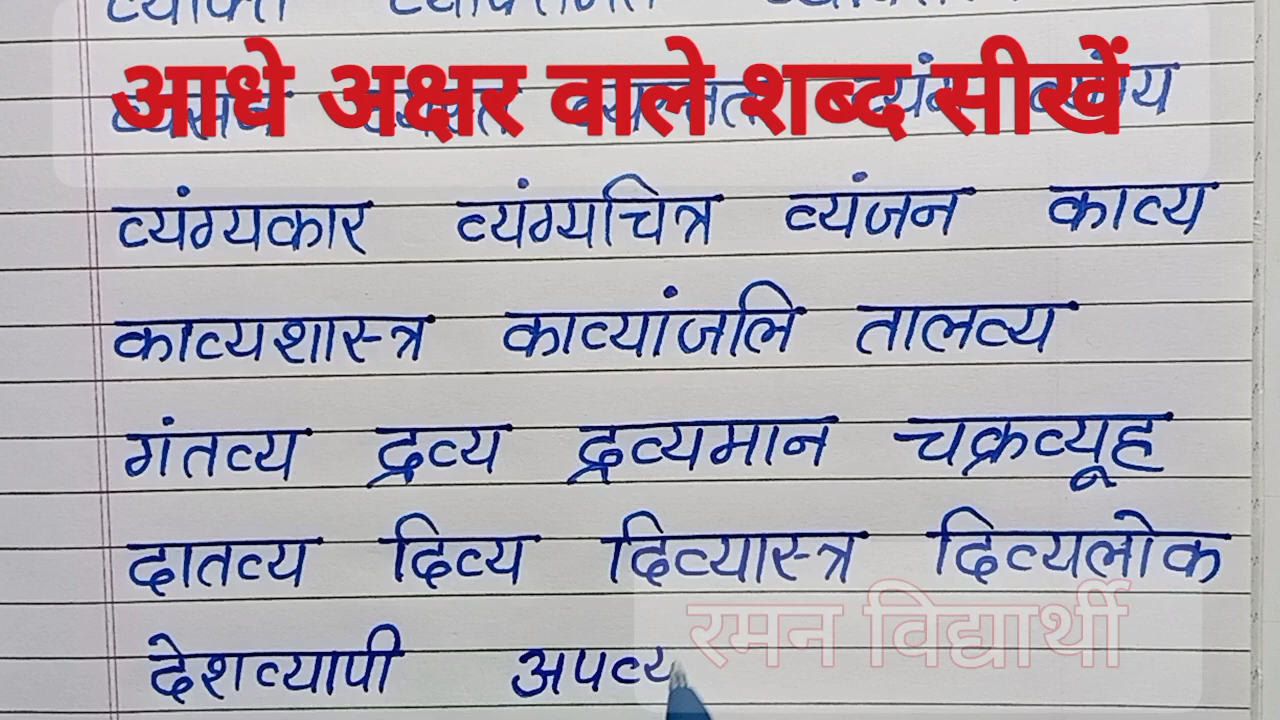 आधे अक्षर वाले शब्द सीखें
व्यंग्यकार व्यंग्यचित्र व्यंजन काव्य
काव्यशास्त्र काव्यांजलि तालव्य
गंतव्य द्रव्य द्रव्यमान चक्रव्यूह
दातव्य दिव्य दिव्यास्त्र दिव्यलोक
रमन विद्यार्थी
देशव्यापी अपव्य